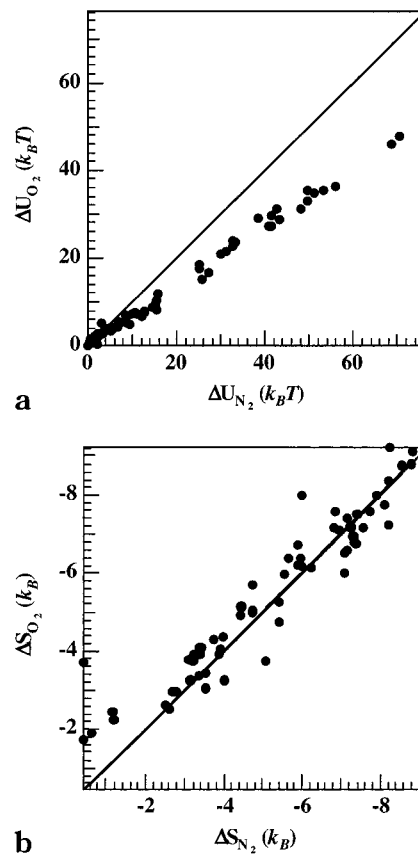 60
40
20
0
ΔU_O₂ (k_BT)
0 20 40 60
ΔU_N₂ (k_BT)
a
-8
-6
-4
-2
ΔS_O₂ (k_B)
-2 -4 -6 -8
ΔS_N₂ (k_B)
b